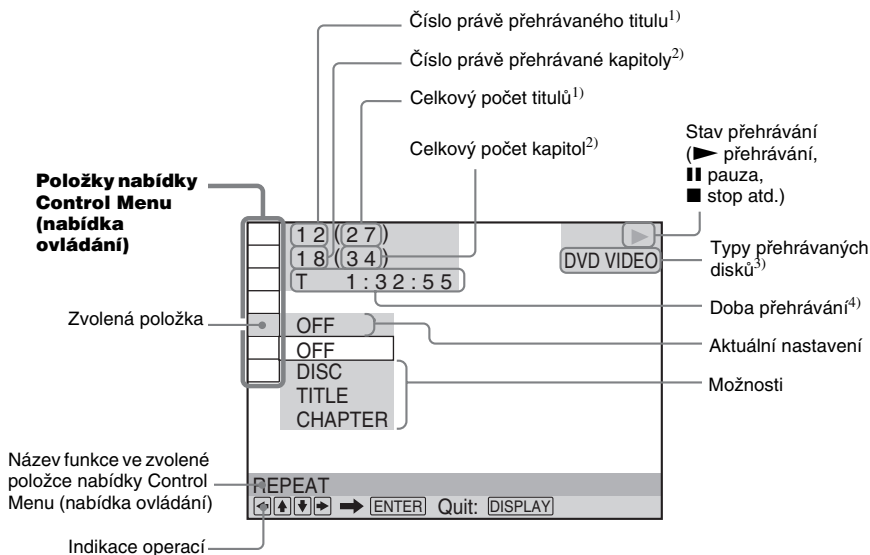 Číslo právě přehrávaného titulu1)
Číslo právě přehrávané kapitoly2)
Celkový počet titulů1)
Celkový počet kapitol2)
Stav přehrávání
(► přehrávání,
II pauza,
■ stop atd.)
Položky nabídky
Control Menu
(nabídka
ovládání)
12(27)
18(34)
T 1:32:55
►
DVD VIDEO
Typy přehrávaných
disků3)
Doba přehrávání4)
Zvolená položka
OFF
Aktuální nastavení
OFF
DISC
TITLE
CHAPTER
Možnosti
Název funkce ve zvolené
položce nabídky Control
Menu (nabídka ovládání)
REPEAT
←↑↓→ → ENTER Quit: DISPLAY
Indikace operací